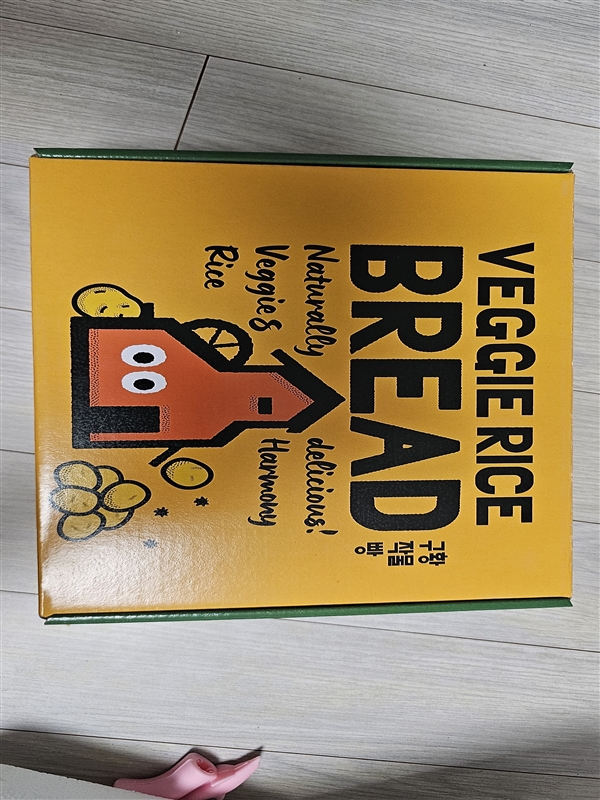 VEGGIE RICE
BREAD
구황
작물
빵
Naturally delicious!
Veggie& Harmony
Rice